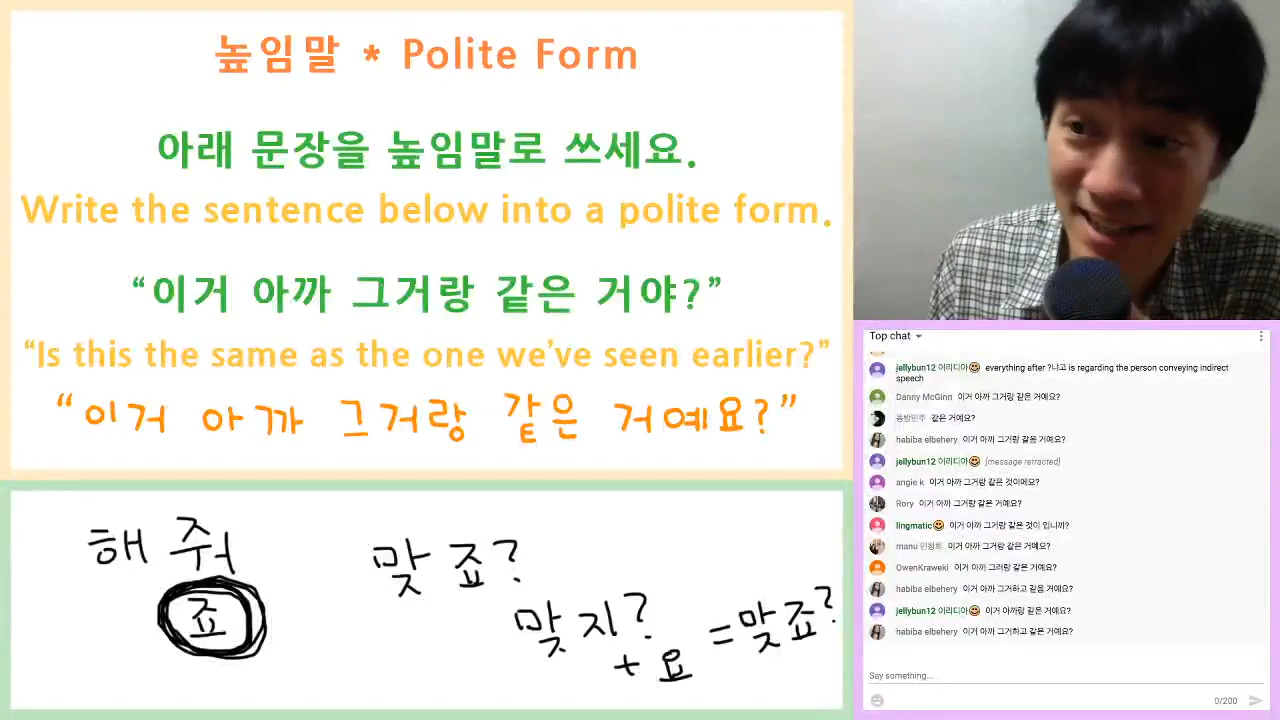 높임말 * Polite Form
아래 문장을 높임말로 쓰세요.
Write the sentence below into a polite form.
“이거 아까 그거랑 같은 거야?”
“Is this the same as the one we’ve seen earlier?”
“이거 아까 그거랑 같은 거예요?”
해 줘
죠
맞죠?
맞지?
+ 요
=맞죠?
Top chat
jellybun12 이리디아 everything after ?냐고 is regarding the person conveying indirect
speech
Danny McGinn 이거 아까 그거랑 같은 거예요?
같은 거예요?
habiba elbehery 이거 아까 그거랑 같음 거예요?
jellybun12 이리디아 [message retracted]
angie k 이거 아까 그거랑 같은 것이에요?
Rory 이거 아까 그거랑 같은 거예요?
lingmatic 이거 아까 그거랑 같은 것이 입니까?
manu 민정희 이거 아까 그거랑 같은 거예요?
OwenKraweki 이거 아까 그러랑 같은 거예요?
habiba elbehery 이거 아까 그거하고 같음 거예요?
jellybun12 이리디아 이거 아까랑 같은 거예요?
habiba elbehery 이거 아까 그거하고 같은 거예요?
Say something...
0/200